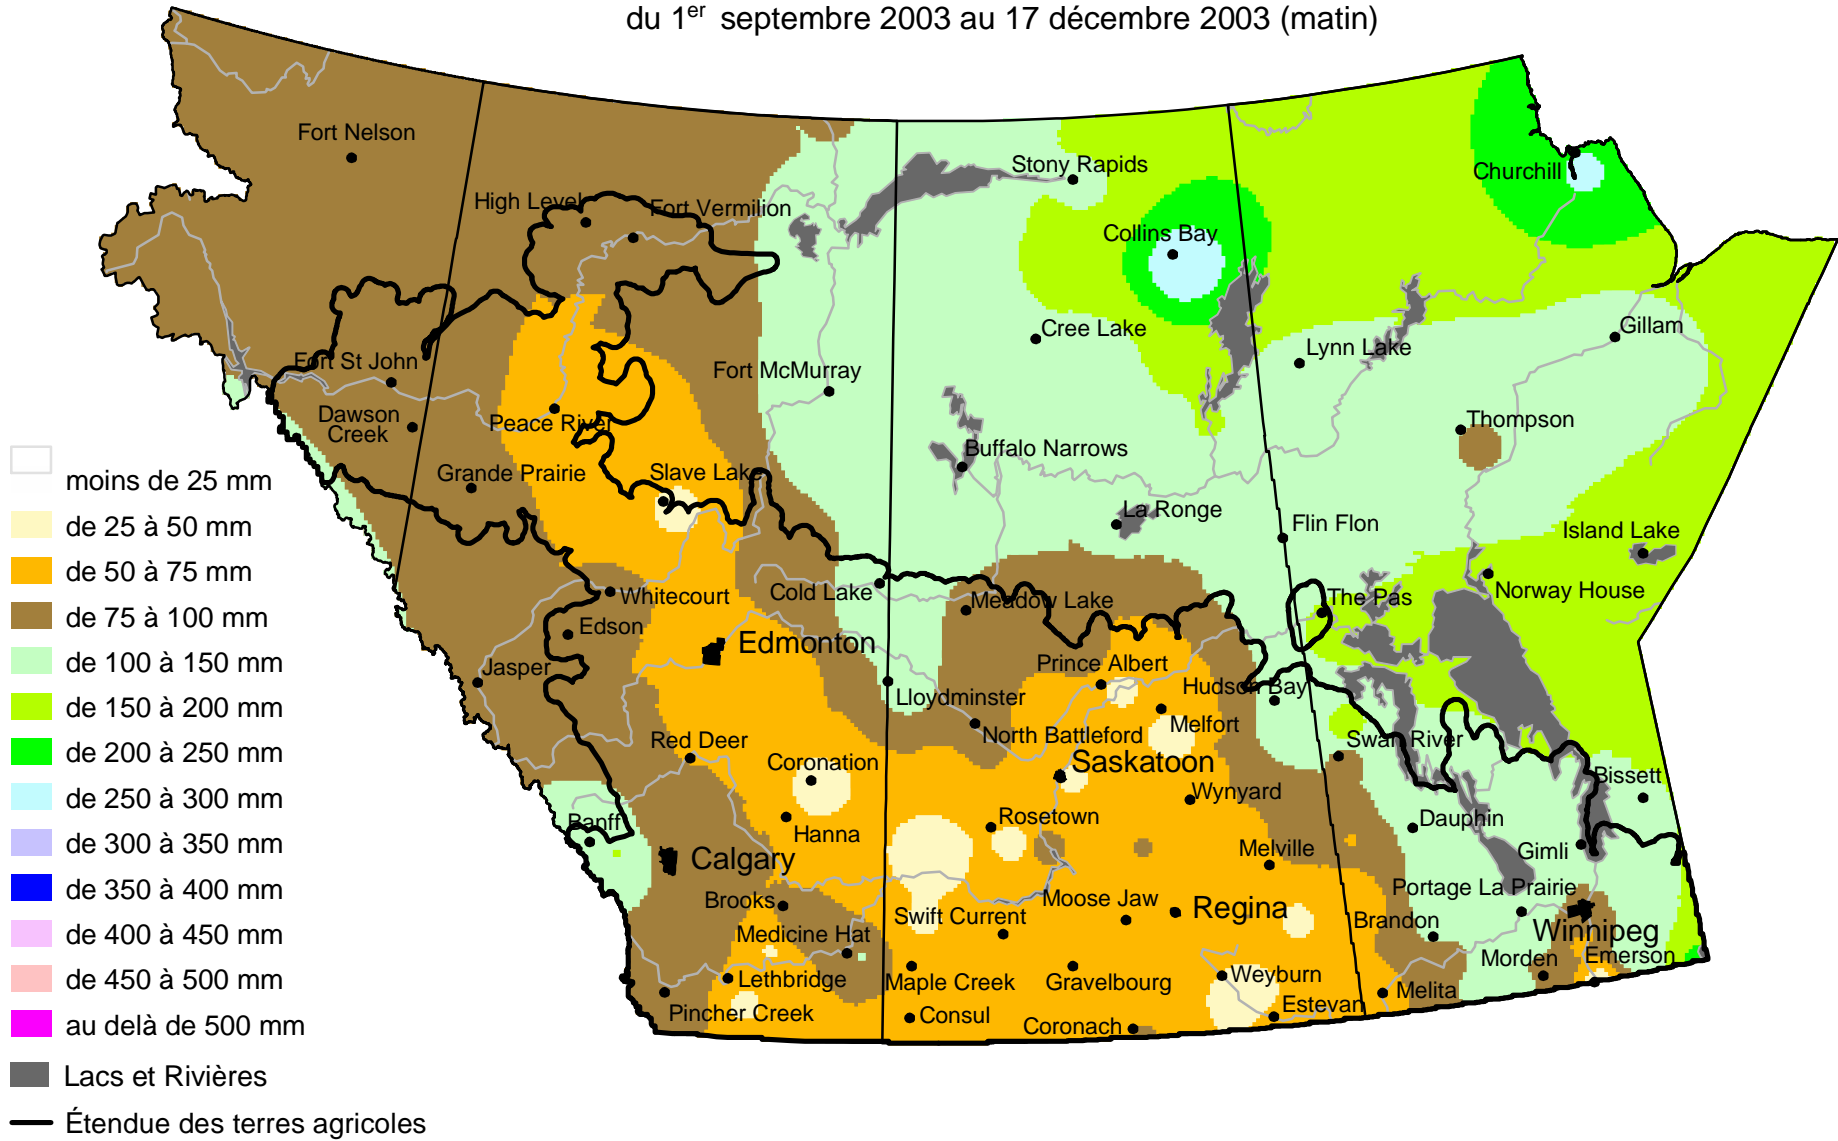 du 1er septembre 2003 au 17 décembre 2003 (matin)
Fort Nelson
Stony Rapids
Churchill
High Level
Fort Vermilion
Collins Bay
Cree Lake
Gillam
Lynn Lake
Fort St John
Fort McMurray
Dawson
Creek
Peace River
Thompson
Buffalo Narrows
Grande Prairie
Slave Lake
La Ronge
Flin Flon
Island Lake
Whitecourt
Cold Lake
Meadow Lake
The Pas
Norway House
Edson
Edmonton
Jasper
Prince Albert
Hudson Bay
Lloydminster
Melfort
North Battleford
Red Deer
Swan River
Coronation
Saskatoon
Bissett
Wynyard
Banff
Hanna
Rosetown
Dauphin
Calgary
Melville
Gimli
Brooks
Moose Jaw
Portage La Prairie
Swift Current
Regina
Brandon
Medicine Hat
Winnipeg
Morden
Emerson
Lethbridge
Maple Creek
Gravelbourg
Weyburn
Melita
Pincher Creek
Consul
Coronach
Estevan
moins de 25 mm
de 25 à 50 mm
de 50 à 75 mm
de 75 à 100 mm
de 100 à 150 mm
de 150 à 200 mm
de 200 à 250 mm
de 250 à 300 mm
de 300 à 350 mm
de 350 à 400 mm
de 400 à 450 mm
de 450 à 500 mm
au delà de 500 mm
Lacs et Rivières
Étendue des terres agricoles